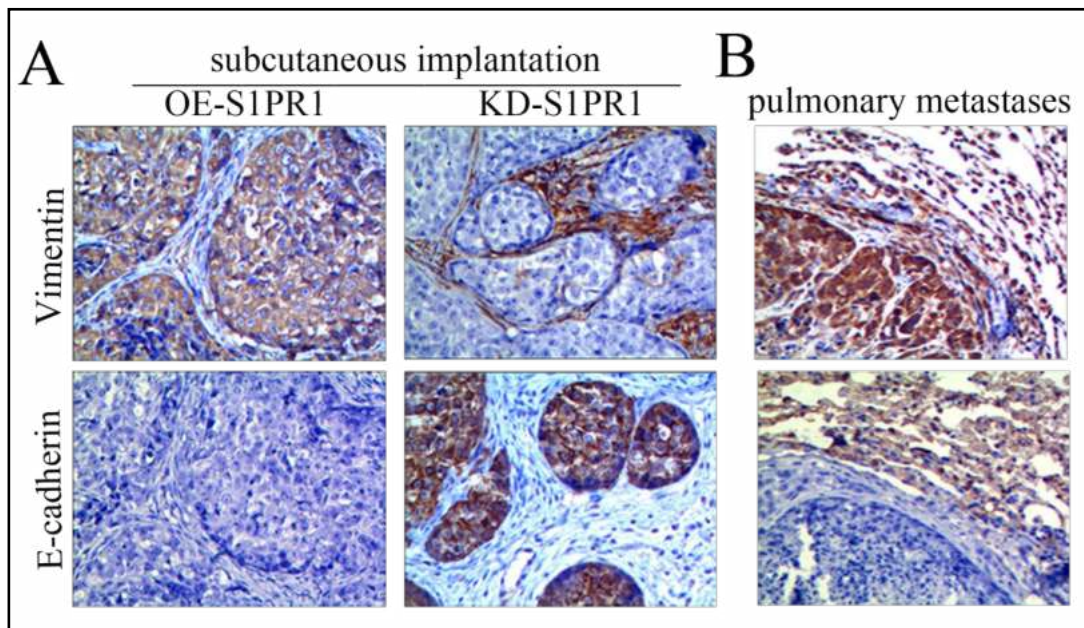 A
subcutaneous implantation
OE-S1PR1 KD-S1PR1
B
pulmonary metastases
Vimentin
E-cadherin